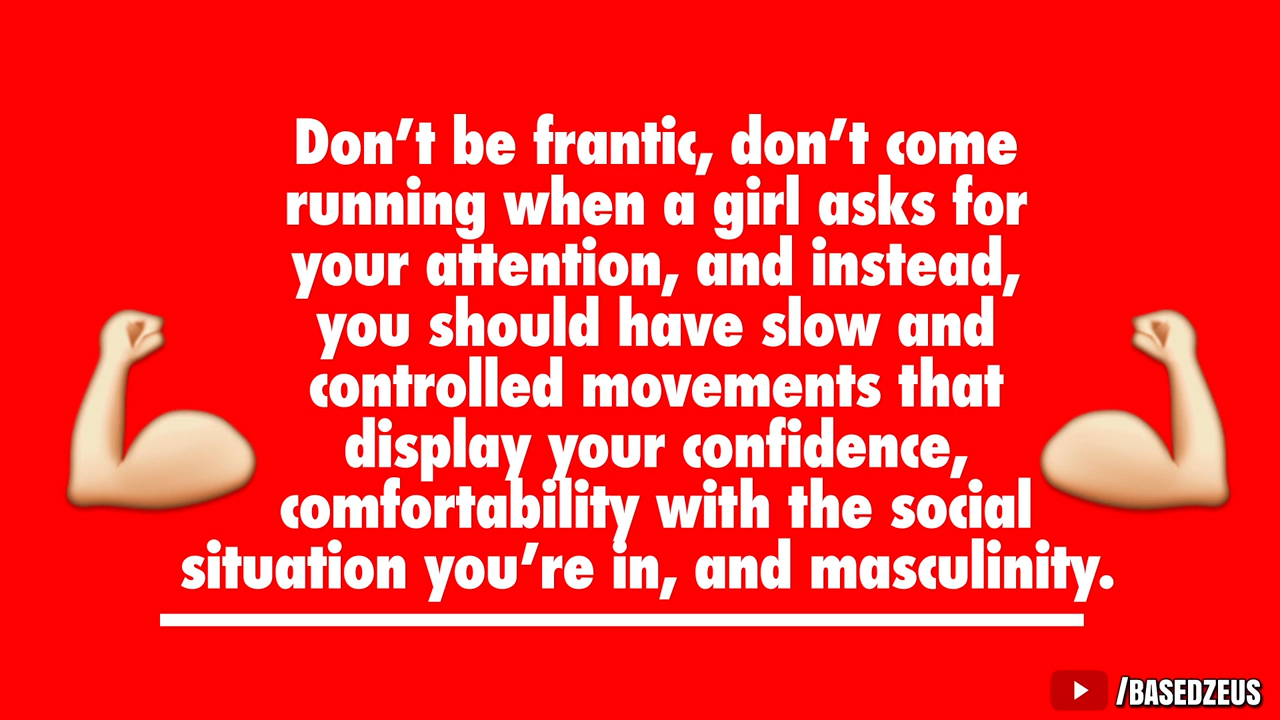 Don’t be frantic, don’t come
running when a girl asks for
your attention, and instead,
you should have slow and
controlled movements that
display your confidence,
comfortability with the social
situation you’re in, and masculinity.
/BASEDZEUS